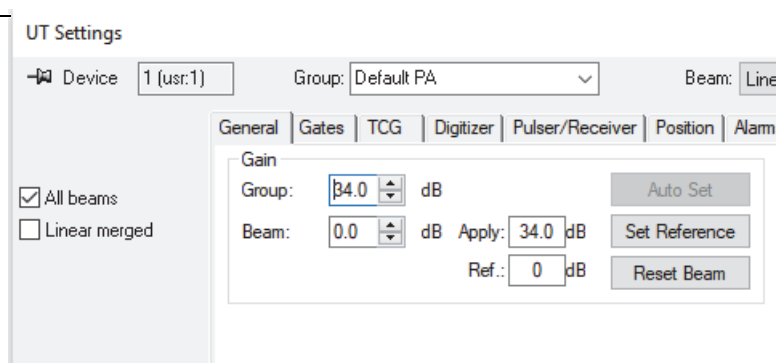 UT Settings
Device 1 (usr:1) Group: Default PA Beam: Line
General Gates TCG Digitizer Pulser/Receiver Position Alarm
Gain
All beams Group: 34.0 dB Auto Set
Linear merged Beam: 0.0 dB Apply: 34.0 dB Set Reference
Ref.: 0 dB Reset Beam